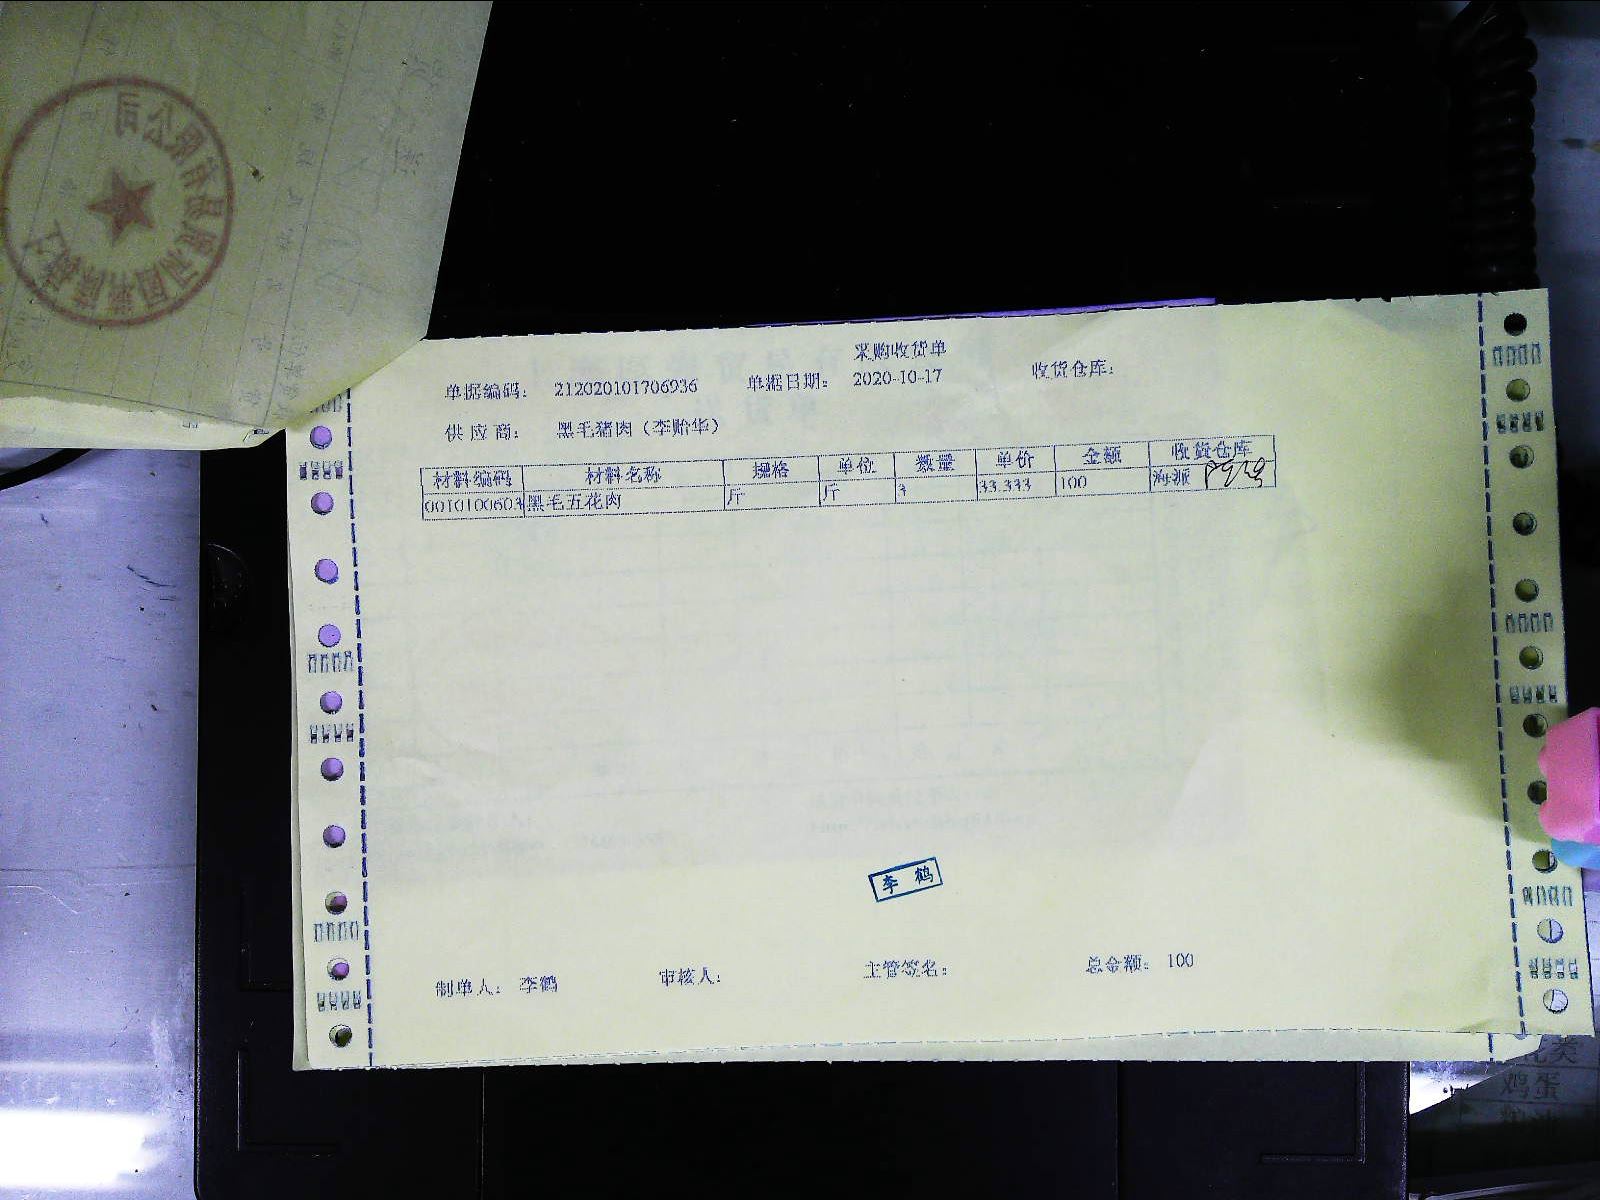 采购收货单
单据编码： 212020101706936 单据日期： 2020-10-17 收货仓库：
供应商： 黑毛猪肉（李贻华）
材料编码 材料名称 规格 单位 数量 单价 金额 收货仓库
0010100603 黑毛五花肉 斤 斤 3 33.333 100 海派
李鹤
制单人： 李鹤 审核人： 主管签名： 总金额： 100
鸡蛋